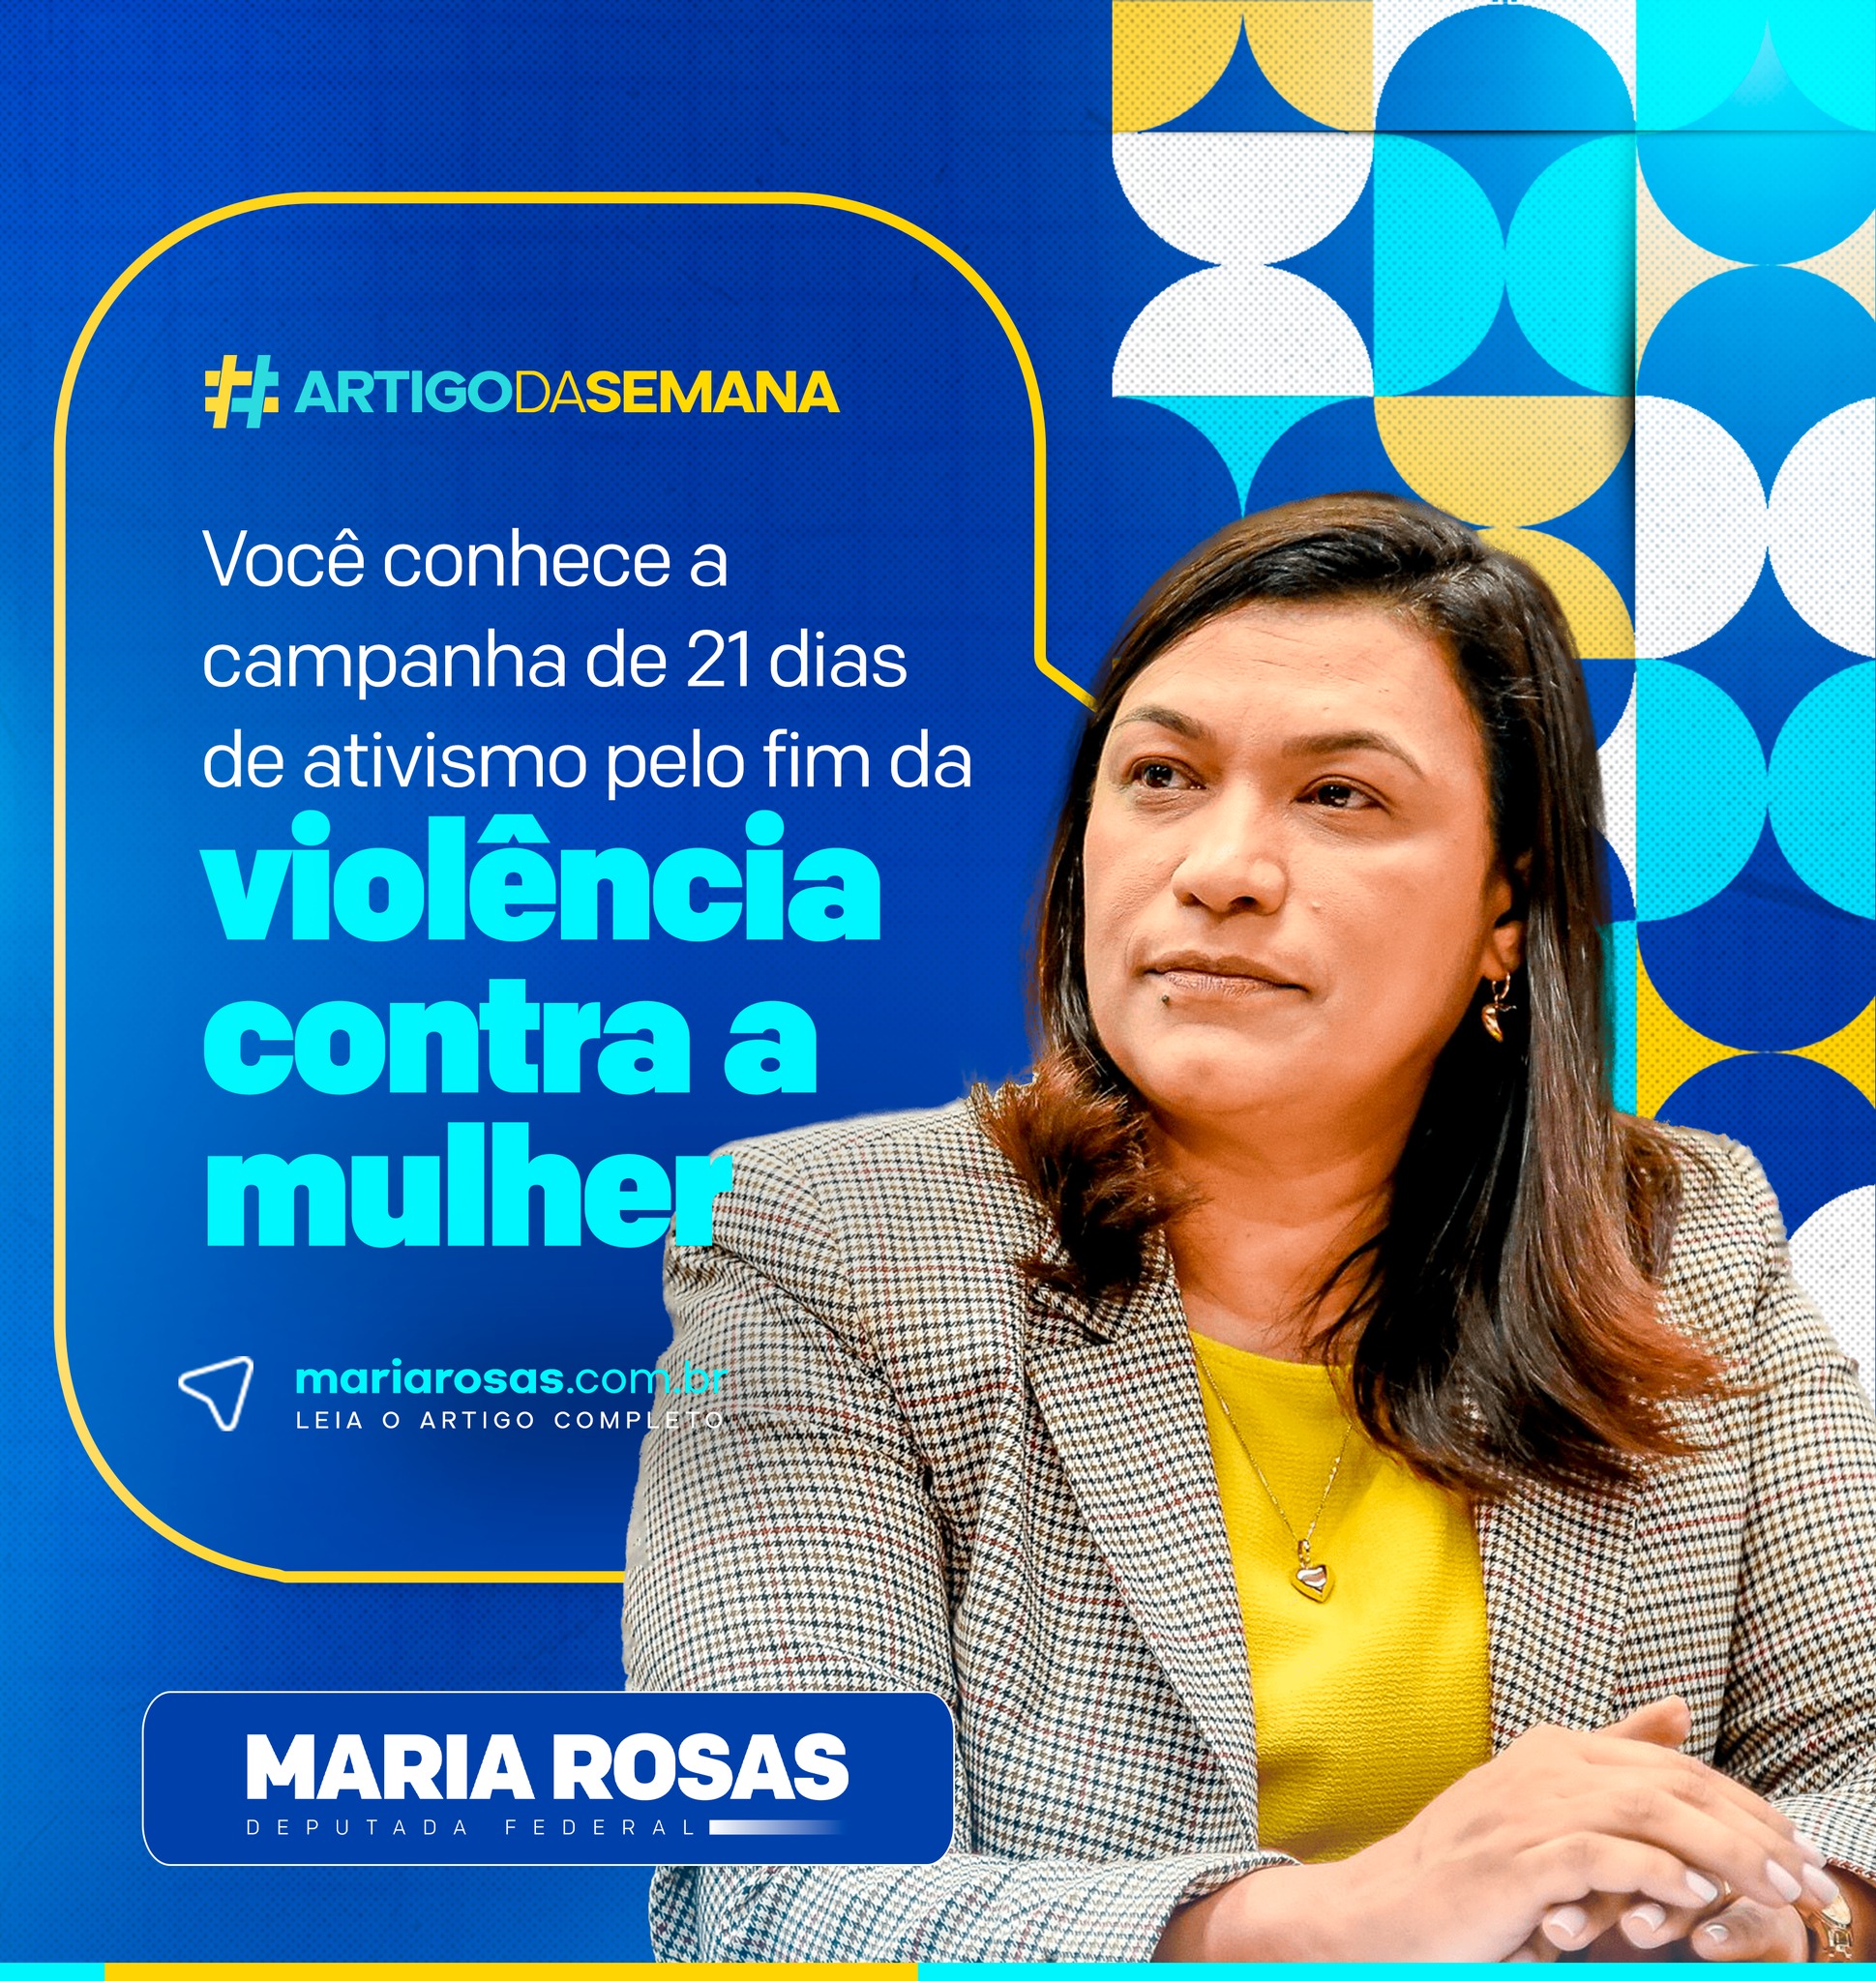 # ARTIGODASEMANA
Você conhece a
campanha de 21 dias
de ativismo pelo fim da
violência
contra a
mulher
mariarosas.com.br
LEIA O ARTIGO COMPLETO
MARIA ROSAS
DEPUTADA FEDERAL